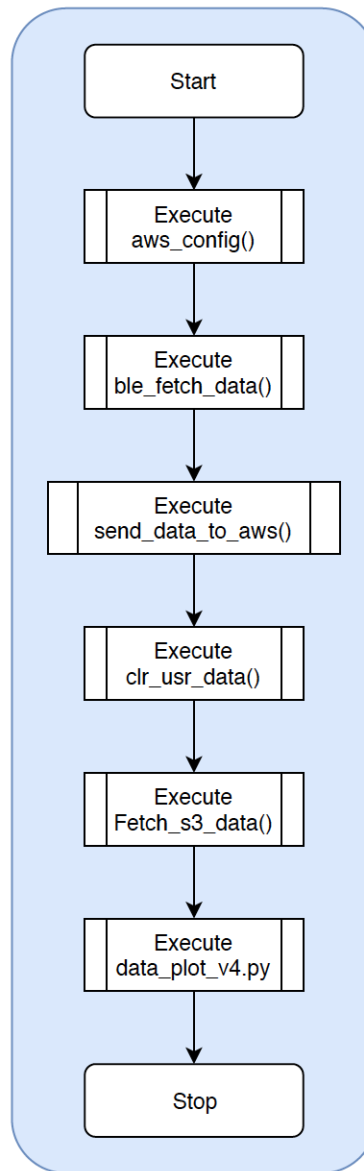 Start
Execute
aws_config()
Execute
ble_fetch_data()
Execute
send_data_to_aws()
Execute
clr_usr_data()
Execute
Fetch_s3_data()
Execute
data_plot_v4.py
Stop